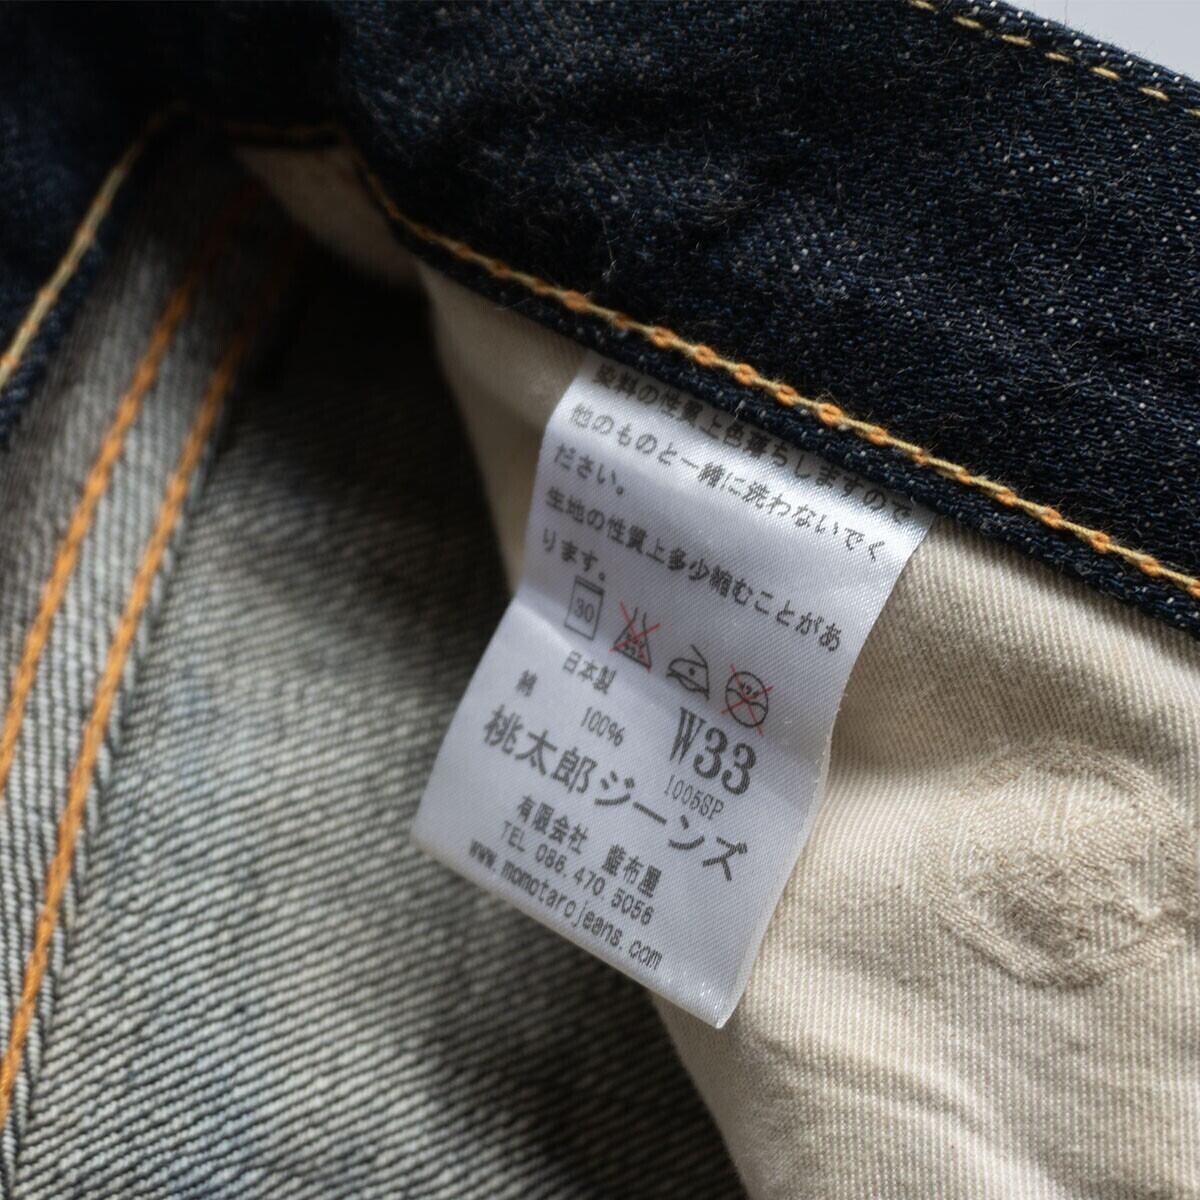 染料の性質上色落ちしますので
他のものと一緒に洗わないでく
ださい。
生地の性質上多少縮むことがあ
ります。
30
日本製
綿 100%
W33
1005SP
桃太郎ジーンズ
有限会社 藍布屋
TEL 086.470.5056
www.momotarojeans.com